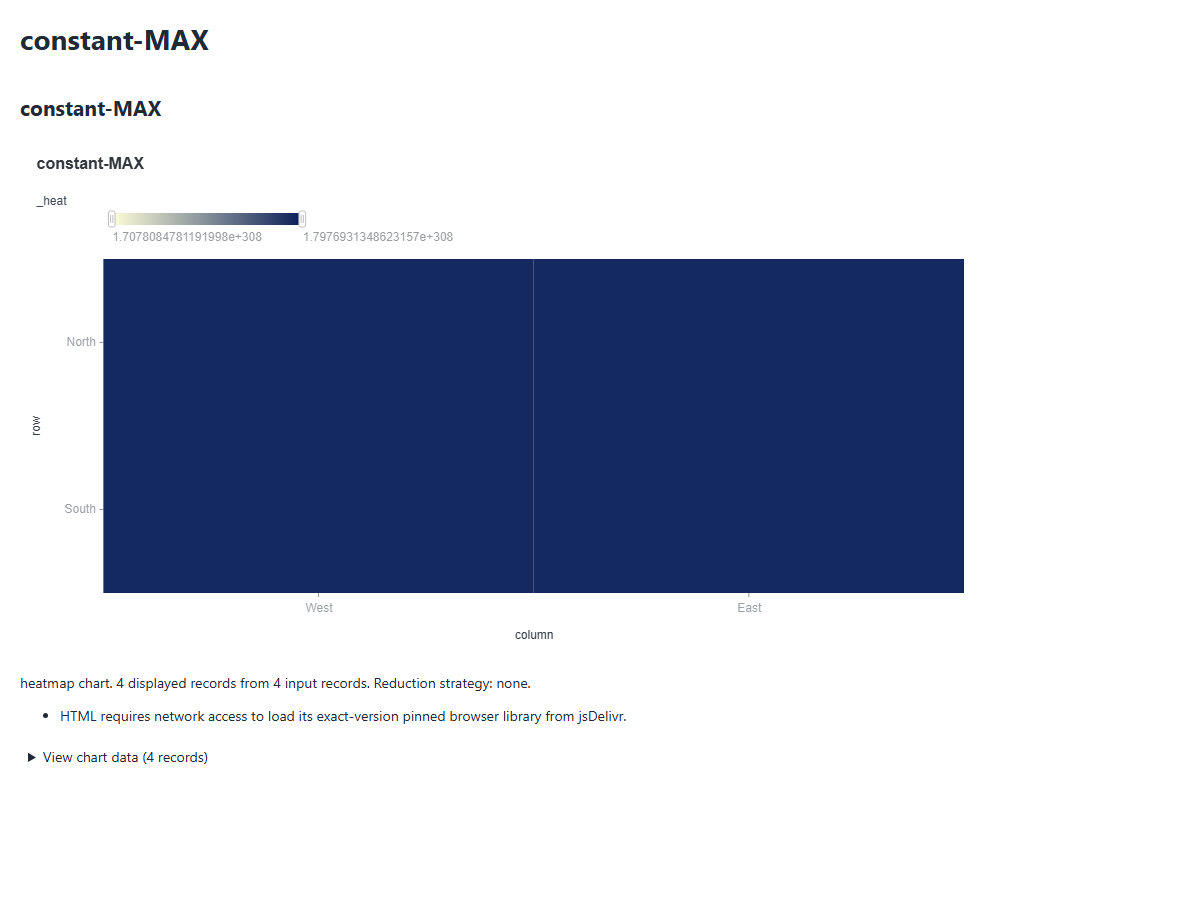 constant-MAX
constant-MAX
constant-MAX
_heat
1.7078084781191998e+308 1.7976931348623157e+308
North
row
South
West East
column
heatmap chart. 4 displayed records from 4 input records. Reduction strategy: none.
• HTML requires network access to load its exact-version pinned browser library from jsDelivr.
▶ View chart data (4 records)